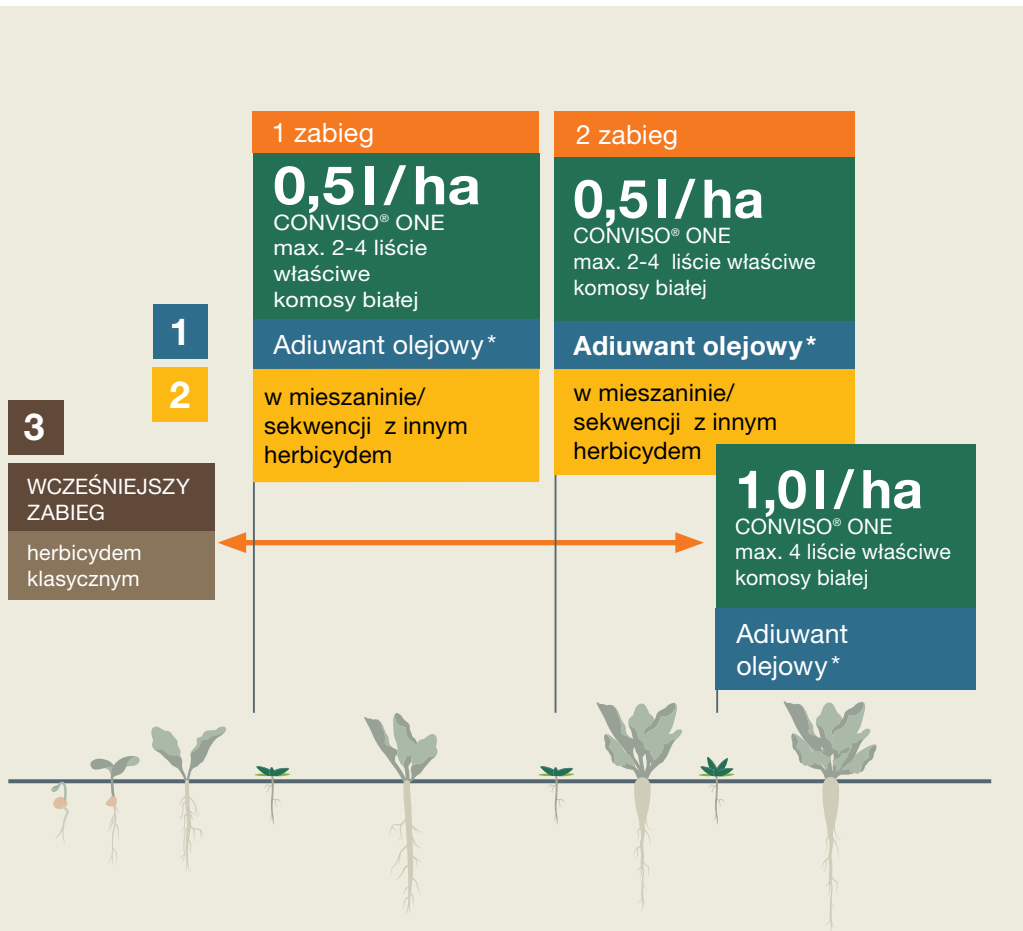 1 zabieg
0,5 l/ha
CONVISO® ONE
max. 2-4 liście
właściwe
komosy białej
Adiuwant olejowy*
w mieszaninie/
sekwencji z innym
herbicydem
2 zabieg
0,5 l/ha
CONVISO® ONE
max. 2-4 liście właściwe
komosy białej
Adiuwant olejowy*
w mieszaninie/
sekwencji z innym
herbicydem
1
2
3
WCZEŚNIEJSZY
ZABIEG
herbicydem
klasycznym
1,0 l/ha
CONVISO® ONE
max. 4 liście właściwe
komosy białej
Adiuwant
olejowy*